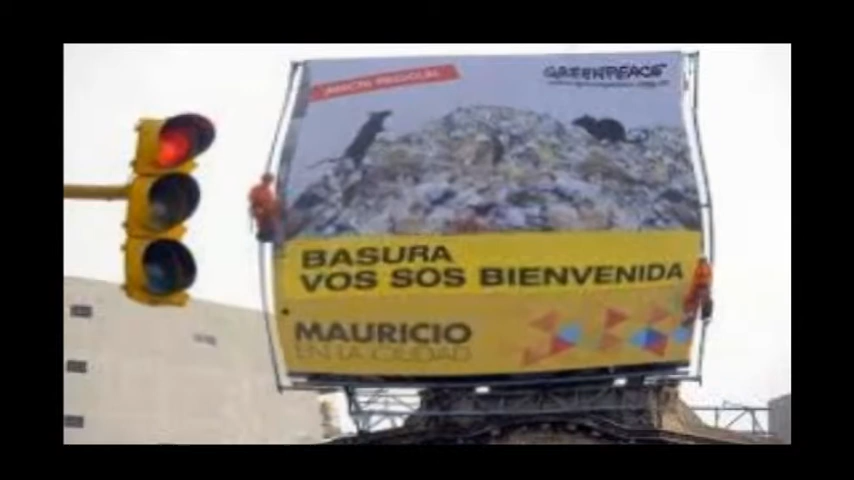 GREENPEACE
BASURA
VOS SOS BIENVENIDA
MAURICIO
EN LA CIUDAD